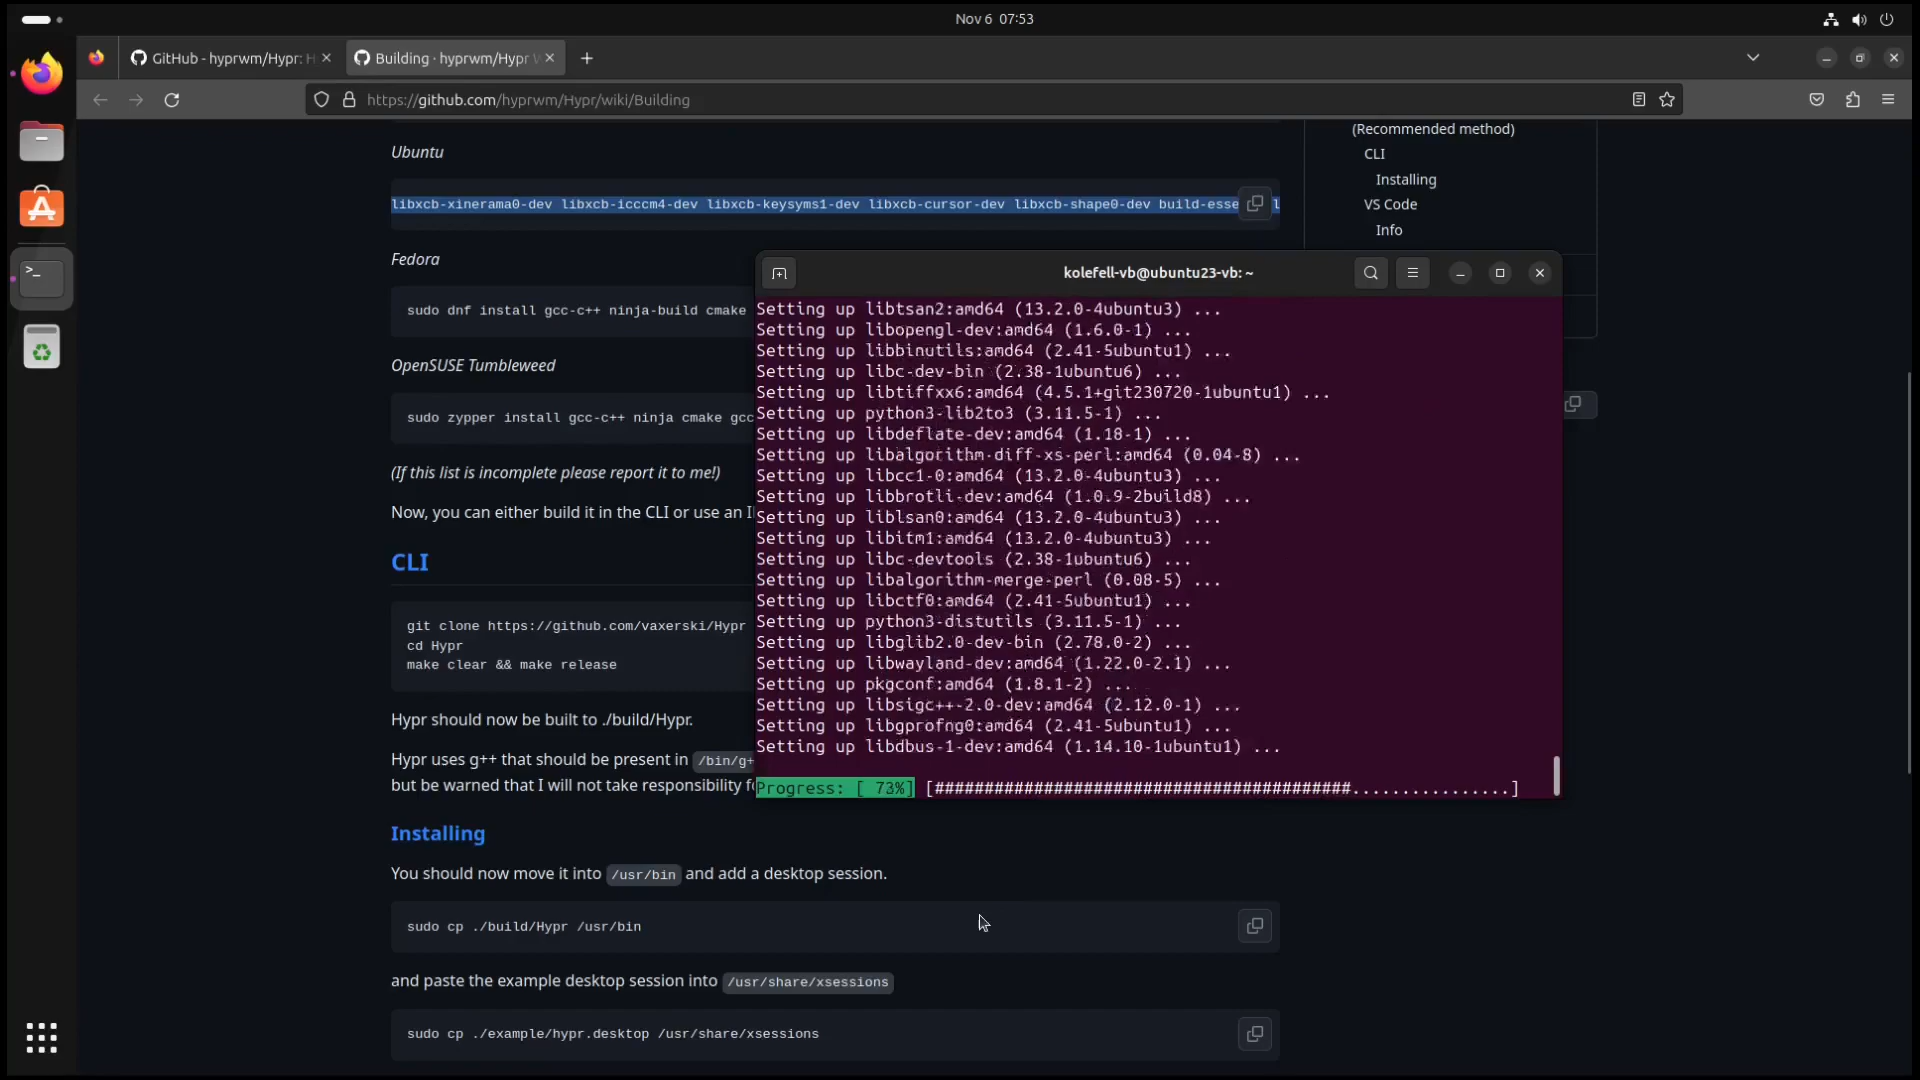 Nov 6 07:53
GitHub - hyprwm/Hypr: H
Building · hyprwm/Hypr W
https://github.com/hyprwm/Hypr/wiki/Building
(Recommended method)
CLI
Installing
VS Code
Info
Ubuntu
libxcb-xinerama0-dev libxcb-icccm4-dev libxcb-keysyms1-dev libxcb-cursor-dev libxcb-shape0-dev build-esse l
Fedora
sudo dnf install gcc-c++ ninja-build cmake
OpenSUSE Tumbleweed
sudo zypper install gcc-c++ ninja cmake gcc
(If this list is incomplete please report it to me!)
Now, you can either build it in the CLI or use an I
CLI
git clone https://github.com/vaxerski/Hypr
cd Hypr
make clear && make release
Hypr should now be built to ./build/Hypr.
Hypr uses g++ that should be present in /bin/g+
but be warned that I will not take responsibility f
Installing
You should now move it into /usr/bin and add a desktop session.
sudo cp ./build/Hypr /usr/bin
and paste the example desktop session into /usr/share/xsessions
sudo cp ./example/hypr.desktop /usr/share/xsessions
kolefell-vb@ubuntu23-vb: ~
Setting up libtsan2:amd64 (13.2.0-4ubuntu3) ...
Setting up libopengl-dev:amd64 (1.6.0-1) ...
Setting up libbinutils:amd64 (2.41-5ubuntu1) ...
Setting up libc-dev-bin (2.38-1ubuntu6) ...
Setting up libtiffxx6:amd64 (4.5.1+git230720-1ubuntu1) ...
Setting up python3-lib2to3 (3.11.5-1) ...
Setting up libdeflate-dev:amd64 (1.18-1) ...
Setting up libalgorithm-diff-xs-perl:amd64 (0.04-8) ...
Setting up libcc1-0:amd64 (13.2.0-4ubuntu3) ...
Setting up libbrotli-dev:amd64 (1.0.9-2build8) ...
Setting up liblsan0:amd64 (13.2.0-4ubuntu3) ...
Setting up libitm1:amd64 (13.2.0-4ubuntu3) ...
Setting up libc-devtools (2.38-1ubuntu6) ...
Setting up libalgorithm-merge-perl (0.08-5) ...
Setting up libctf0:amd64 (2.41-5ubuntu1) ...
Setting up python3-distutils (3.11.5-1) ...
Setting up libglib2.0-dev-bin (2.78.0-2) ...
Setting up libwayland-dev:amd64 (1.22.0-2.1) ...
Setting up pkgconf:amd64 (1.8.1-2) ...
Setting up libsigc++-2.0-dev:amd64 (2.12.0-1) ...
Setting up libgprofng0:amd64 (2.41-5ubuntu1) ...
Setting up libdbus-1-dev:amd64 (1.14.10-1ubuntu1) ...
Progress: [ 73%] [##########################################................]